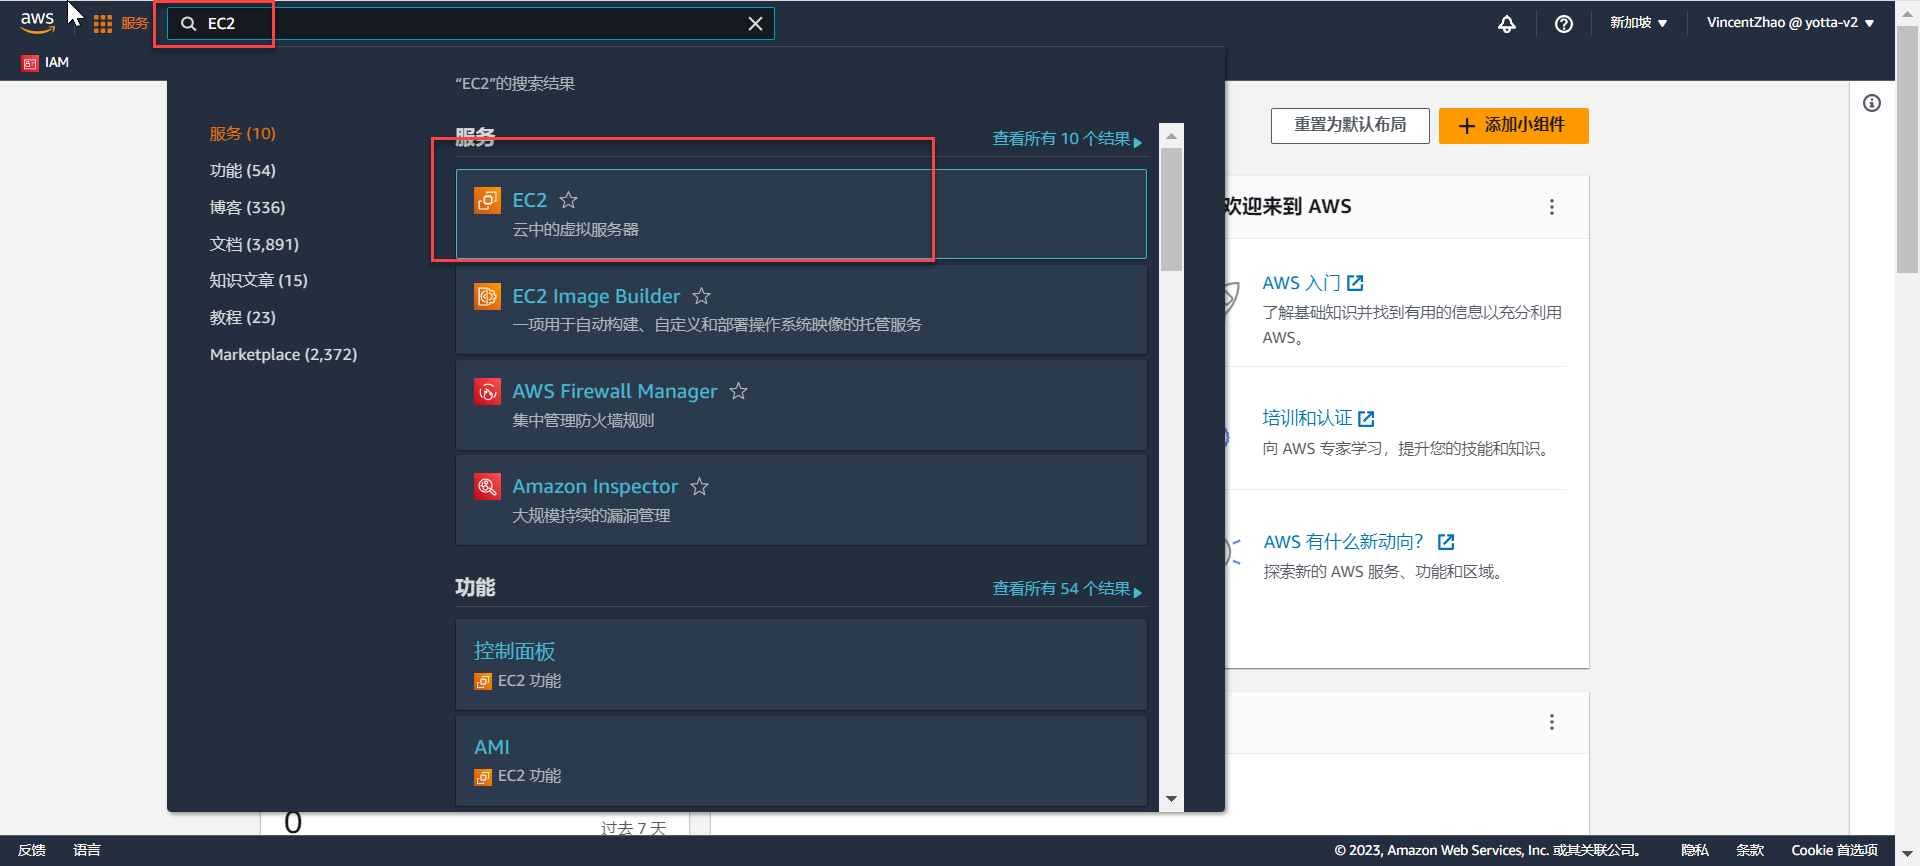 aws
服务
EC2
新加坡
VincentZhao @ yotta-v2
IAM
“EC2”的搜索结果
服务 (10)
功能 (54)
博客 (336)
文档 (3,891)
知识文章 (15)
教程 (23)
Marketplace (2,372)
服务
查看所有 10 个结果
EC2
云中的虚拟服务器
EC2 Image Builder
一项用于自动构建、自定义和部署操作系统映像的托管服务
AWS Firewall Manager
集中管理防火墙规则
Amazon Inspector
大规模持续的漏洞管理
功能
查看所有 54 个结果
控制面板
EC2 功能
AMI
EC2 功能
重置为默认布局
添加小组件
欢迎来到 AWS
AWS 入门
了解基础知识并找到有用的信息以充分利用
AWS。
培训和认证
向 AWS 专家学习，提升您的技能和知识。
AWS 有什么新动向？
探索新的 AWS 服务、功能和区域。
0
过去 7 天
反馈
语言
© 2023, Amazon Web Services, Inc. 或其关联公司。
隐私
条款
Cookie 首选项